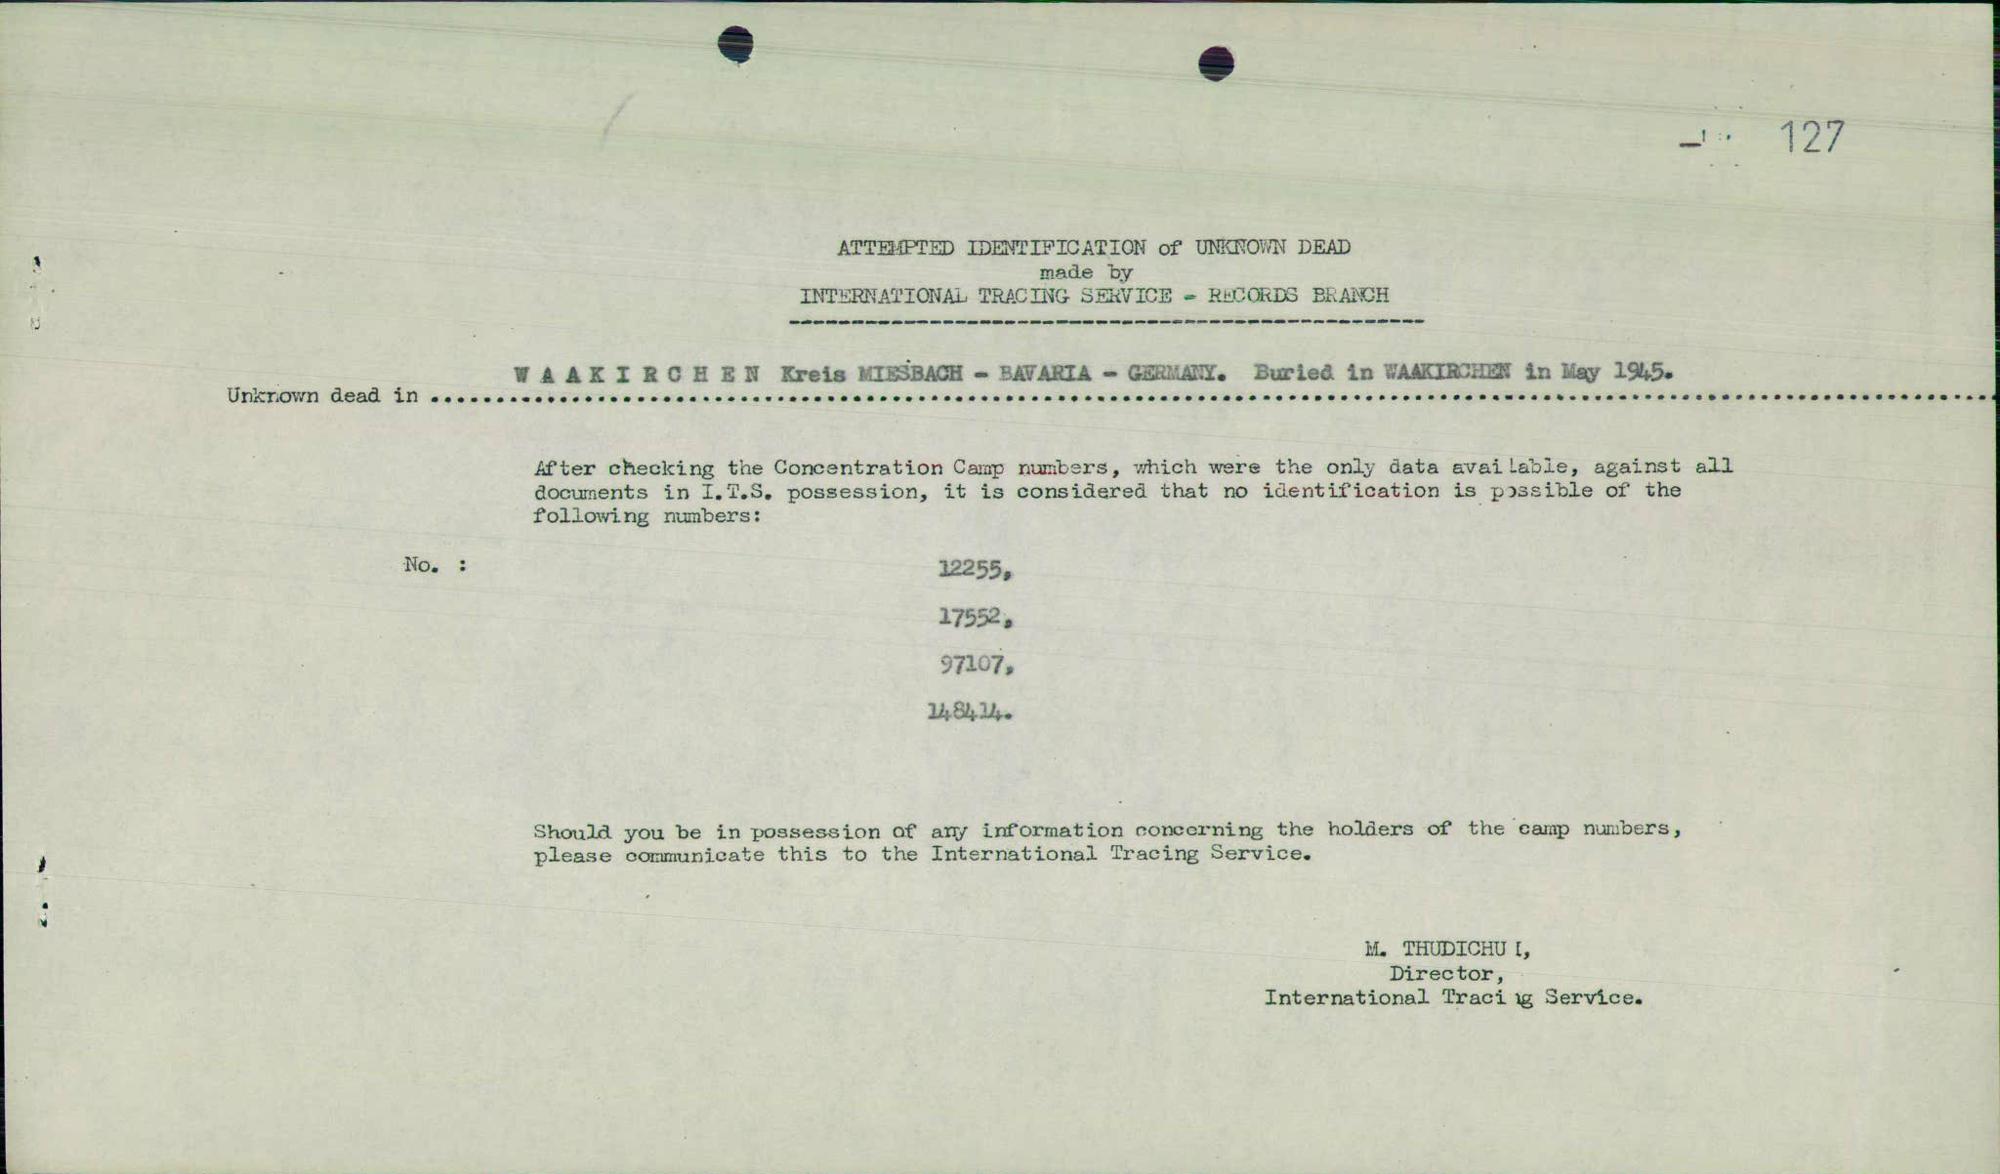 127
ATTEMPTED IDENTIFICATION of UNKNOWN DEAD
made by
INTERNATIONAL TRACING SERVICE - RECORDS BRANCH
W A A K I R C H E N Kreis MIESBACH - BAVARIA - GERMANY. Buried in WAAKIRCHEN in May 1945.
Unknown dead in ........................................................................
After checking the Concentration Camp numbers, which were the only data available, against all
documents in I.T.S. possession, it is considered that no identification is possible of the
following numbers:
No. : 12255,
17552,
97107,
148414.
Should you be in possession of any information concerning the holders of the camp numbers,
please communicate this to the International Tracing Service.
M. THUDICHUM,
Director,
International Tracing Service.